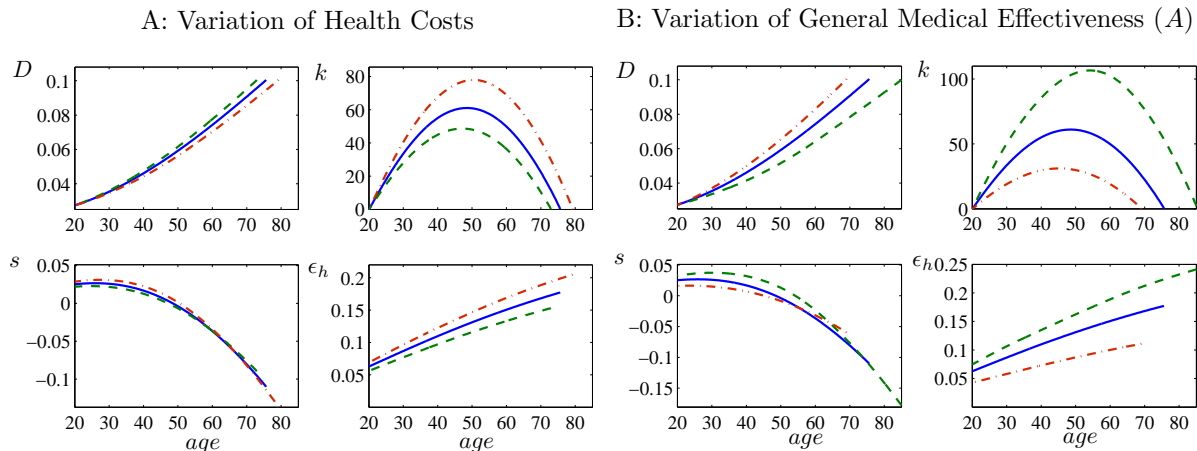 A: Variation of Health Costs
B: Variation of General Medical Effectiveness (A)
D
0.1
0.08
0.06
0.04
20 30 40 50 60 70 80
k
100
80
60
40
20
0
20 30 40 50 60 70 80
D
0.1
0.08
0.06
0.04
20 30 40 50 60 70 80
k
100
50
0
20 30 40 50 60 70 80
s
0.05
0
−0.05
−0.1
20 30 40 50 60 70 80
age
ϵh
0.2
0.15
0.1
0.05
20 30 40 50 60 70 80
age
s
0.05
0
−0.05
−0.1
−0.15
20 30 40 50 60 70 80
age
ϵh
0.25
0.2
0.15
0.1
0.05
20 30 40 50 60 70 80
age